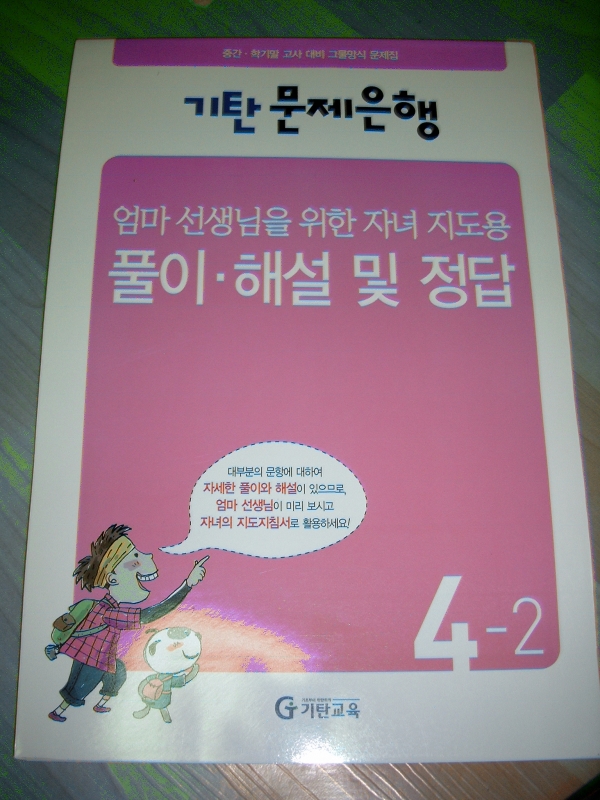 중간·학기말 고사 대비 그물망식 문제집
기탄 문제은행
엄마 선생님을 위한 자녀 지도용
풀이·해설 및 정답
대부분의 문항에 대하여
자세한 풀이와 해설이 있으므로,
엄마 선생님이 미리 보시고
자녀의 지도지침서로 활용하세요!
4-2
기탄교육